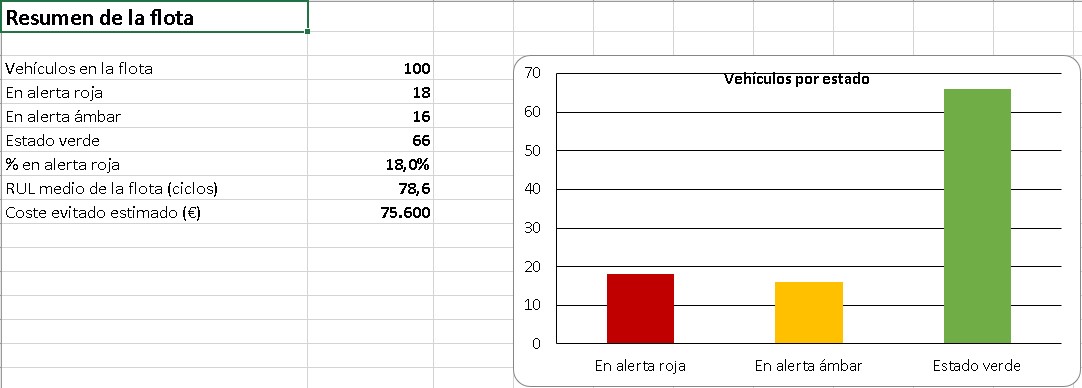 Resumen de la flota
Vehículos en la flota 100
En alerta roja 18
En alerta ámbar 16
Estado verde 66
% en alerta roja 18,0%
RUL medio de la flota (ciclos) 78,6
Coste evitado estimado (€) 75.600
Vehículos por estado
70
60
50
40
30
20
10
0
En alerta roja En alerta ámbar Estado verde